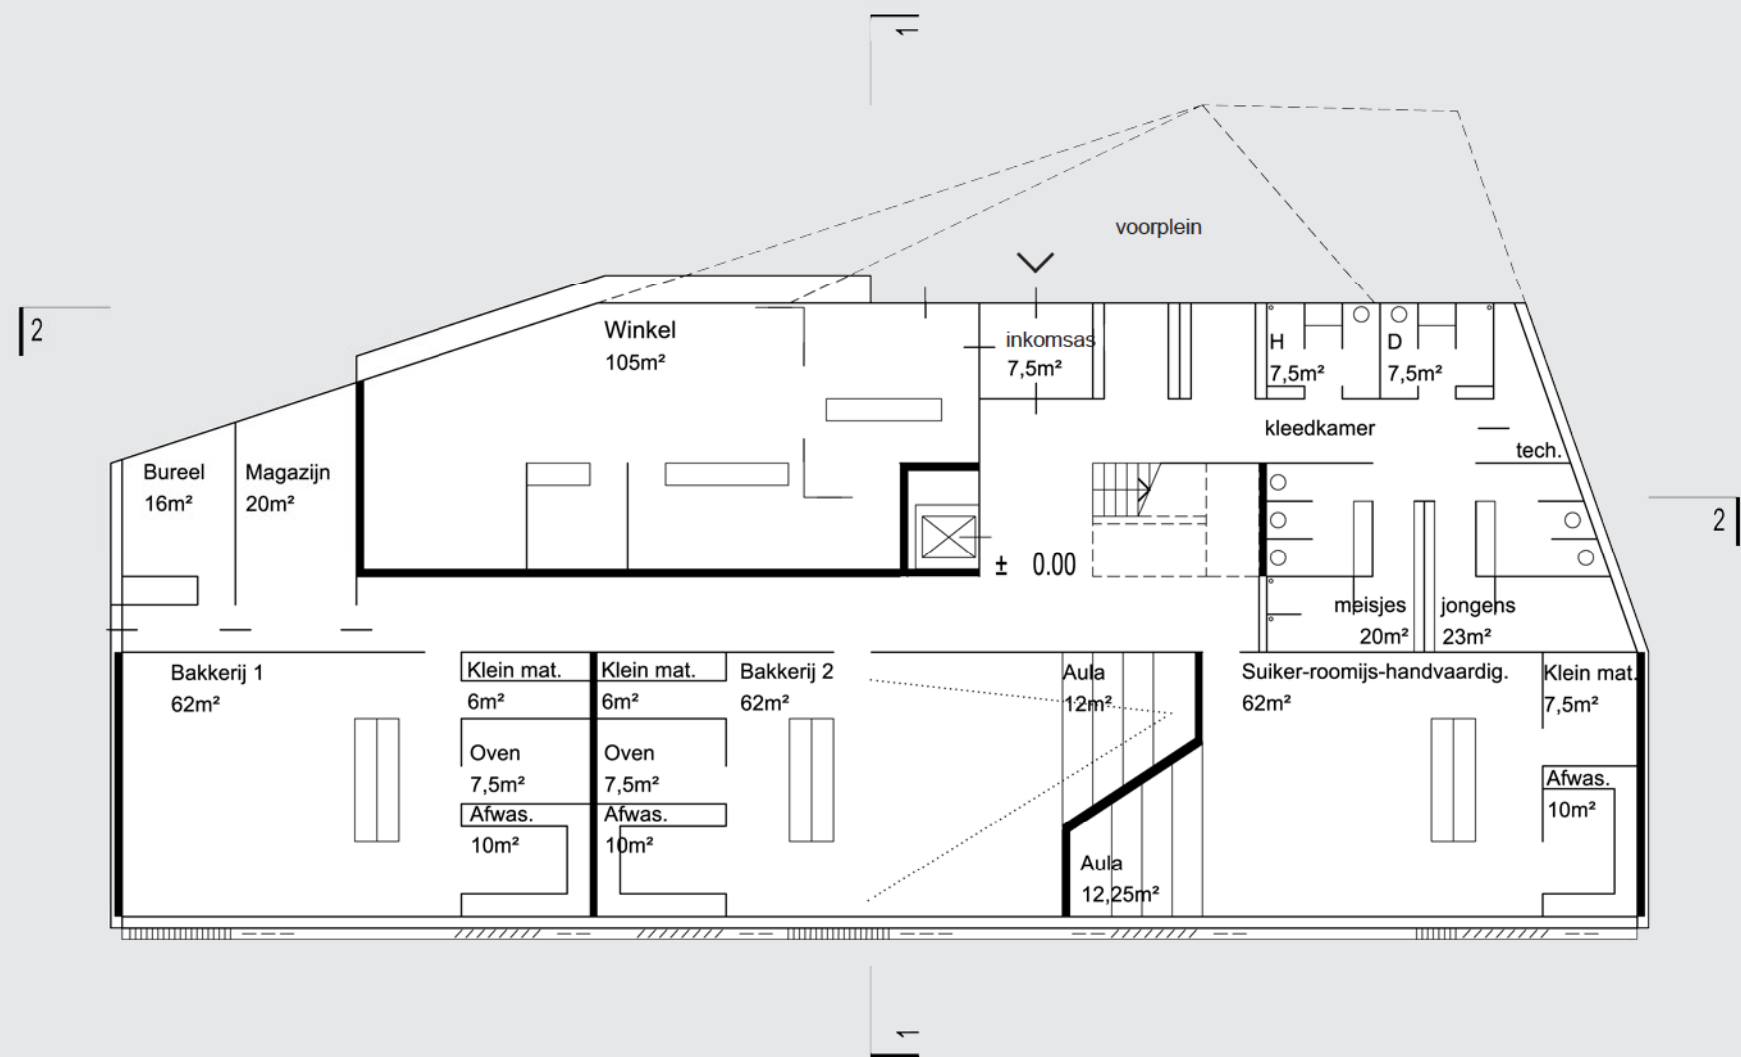 1
voorplein
2
Winkel
105m²
inkomsas
7,5m²
H
7,5m²
D
7,5m²
kleedkamer
tech.
Bureel
16m²
Magazijn
20m²
2
± 0.00
meisjes
20m²
jongens
23m²
Bakkerij 1
62m²
Klein mat.
6m²
Klein mat.
6m²
Bakkerij 2
62m²
Aula
12m²
Suiker-roomijs-handvaardig.
62m²
Klein mat.
7,5m²
Oven
7,5m²
Oven
7,5m²
Afwas.
10m²
Afwas.
10m²
Afwas.
10m²
Aula
12,25m²
1